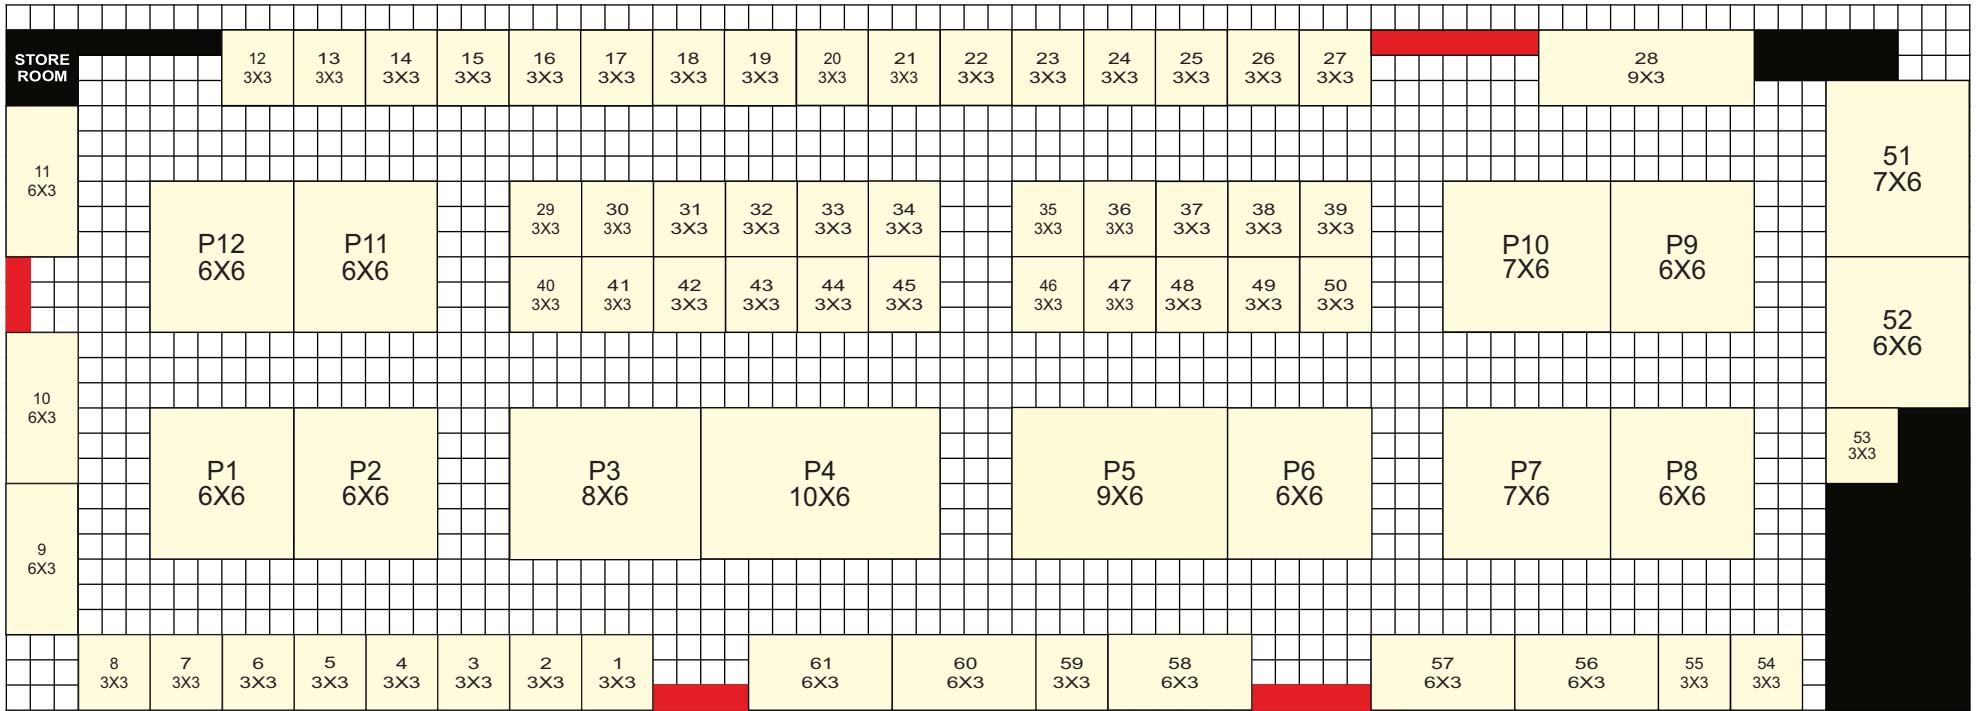 STORE
ROOM
12
3X3
13
3X3
14
3X3
15
3X3
16
3X3
17
3X3
18
3X3
19
3X3
20
3X3
21
3X3
22
3X3
23
3X3
24
3X3
25
3X3
26
3X3
27
3X3
28
9X3
11
6X3
P12
6X6
P11
6X6
29
3X3
30
3X3
31
3X3
32
3X3
33
3X3
34
3X3
35
3X3
36
3X3
37
3X3
38
3X3
39
3X3
40
3X3
41
3X3
42
3X3
43
3X3
44
3X3
45
3X3
46
3X3
47
3X3
48
3X3
49
3X3
50
3X3
P10
7X6
P9
6X6
51
7X6
52
6X6
10
6X3
9
6X3
P1
6X6
P2
6X6
P3
8X6
P4
10X6
P5
9X6
P6
6X6
P7
7X6
P8
6X6
53
3X3
8
3X3
7
3X3
6
3X3
5
3X3
4
3X3
3
3X3
2
3X3
1
3X3
61
6X3
60
6X3
59
3X3
58
6X3
57
6X3
56
6X3
55
3X3
54
3X3